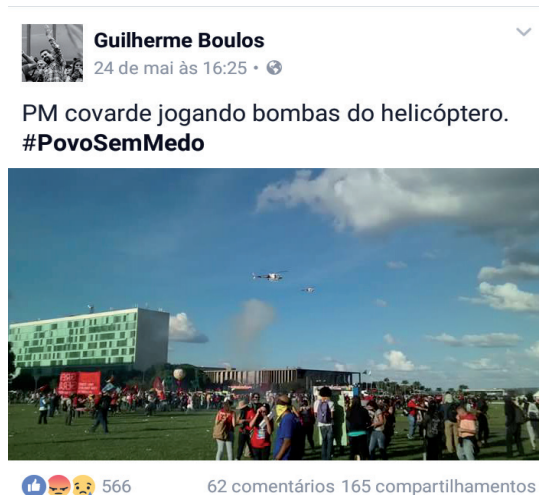 Guilherme Boulos
24 de mai às 16:25 •
PM covarde jogando bombas do helicóptero.
#PovoSemMedo
566
62 comentários 165 compartilhamentos